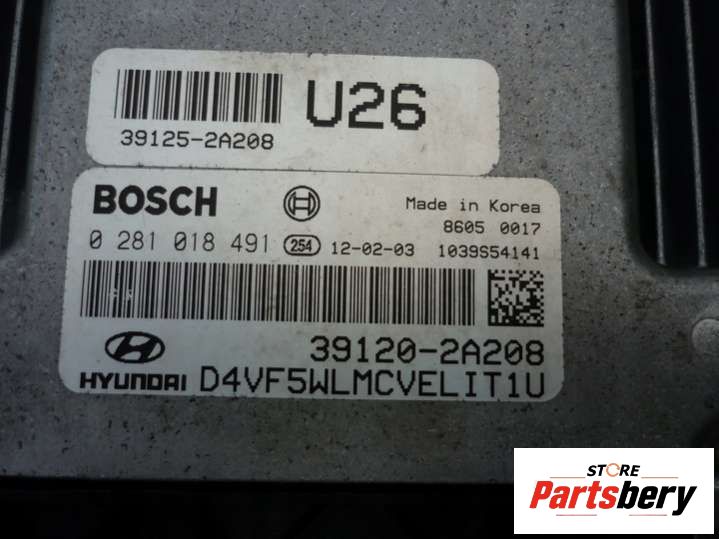 U26
39125-2A208
BOSCH
Made in Korea
8605 0017
0 281 018 491 254 12-02-03 1039S54141
39120-2A208
HYUNDAI D4VF5WLMCVELIT1U
STORE
Partsbery